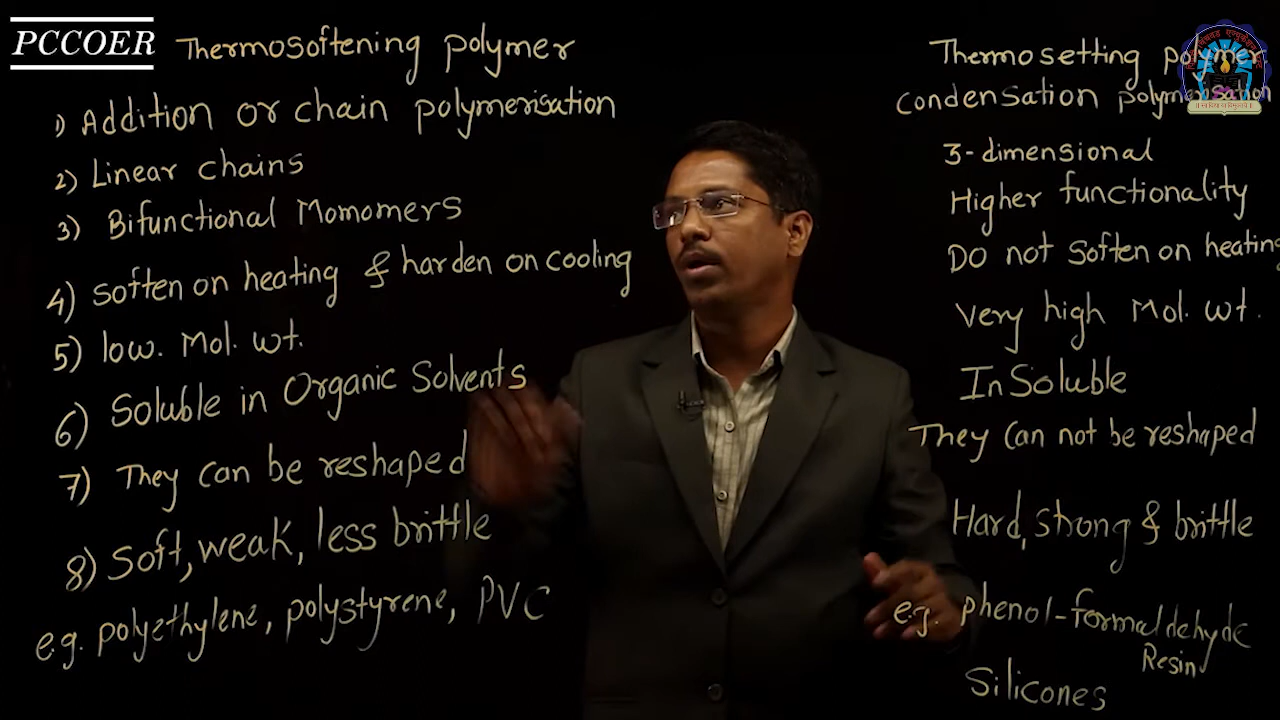 PCCOER
Thermosoftening polymer
1) Addition or chain polymerisation
2) Linear chains
3) Bifunctional Momomers
4) Soften on heating & harden on cooling
5) low. Mol. wt.
6) Soluble in Organic Solvents
7) They can be reshaped
8) Soft, weak, less brittle
e.g. polyethylene, polystyrene, PVC
Thermosetting polymer
Condensation polymerisation
3-dimensional
Higher functionality
Do not soften on heating
Very high Mol. wt.
InSoluble
They Can not be reshaped
Hard, strong & brittle
e.g. phenol-formaldehyde
Resin
Silicones